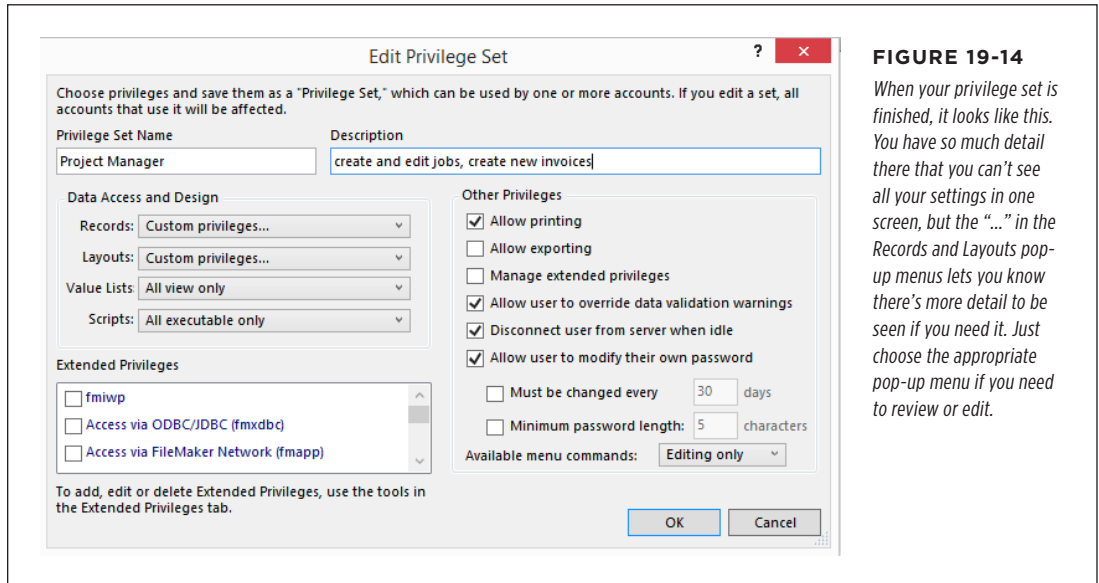 Edit Privilege Set
?
×
Choose privileges and save them as a "Privilege Set," which can be used by one or more accounts. If you edit a set, all
accounts that use it will be affected.
Privilege Set Name
Description
Project Manager
create and edit jobs, create new invoices
Data Access and Design
Records: Custom privileges...
Layouts: Custom privileges...
Value Lists: All view only
Scripts: All executable only
Extended Privileges
fmiwp
Access via ODBC/JDBC (fmxdbc)
Access via FileMaker Network (fmapp)
To add, edit or delete Extended Privileges, use the tools in
the Extended Privileges tab.
Other Privileges
Allow printing
Allow exporting
Manage extended privileges
Allow user to override data validation warnings
Disconnect user from server when idle
Allow user to modify their own password
Must be changed every 30 days
Minimum password length: 5 characters
Available menu commands: Editing only
OK
Cancel
FIGURE 19-14
When your privilege set is
finished, it looks like this.
You have so much detail
there that you can't see
all your settings in one
screen, but the “…” in the
Records and Layouts pop-
up menus lets you know
there's more detail to be
seen if you need it. Just
choose the appropriate
pop-up menu if you need
to review or edit.